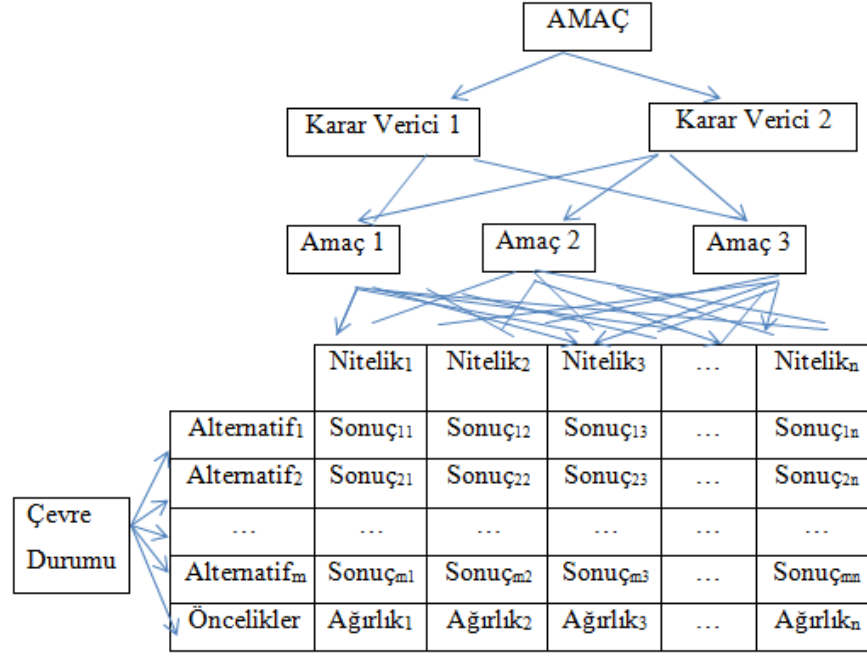 AMAÇ
Karar Verici 1 Karar Verici 2
Amaç 1 Amaç 2 Amaç 3
Nitelik₁ Nitelik₂ Nitelik₃ … Nitelikₙ
Alternatif₁ Sonuç₁₁ Sonuç₁₂ Sonuç₁₃ … Sonuç₁ₙ
Alternatif₂ Sonuç₂₁ Sonuç₂₂ Sonuç₂₃ … Sonuç₂ₙ
… … … … … …
Alternatifₘ Sonuçₘ₁ Sonuçₘ₂ Sonuçₘ₃ … Sonuçₘₙ
Öncelikler Ağırlık₁ Ağırlık₂ Ağırlık₃ … Ağırlıkₙ
Çevre
Durumu